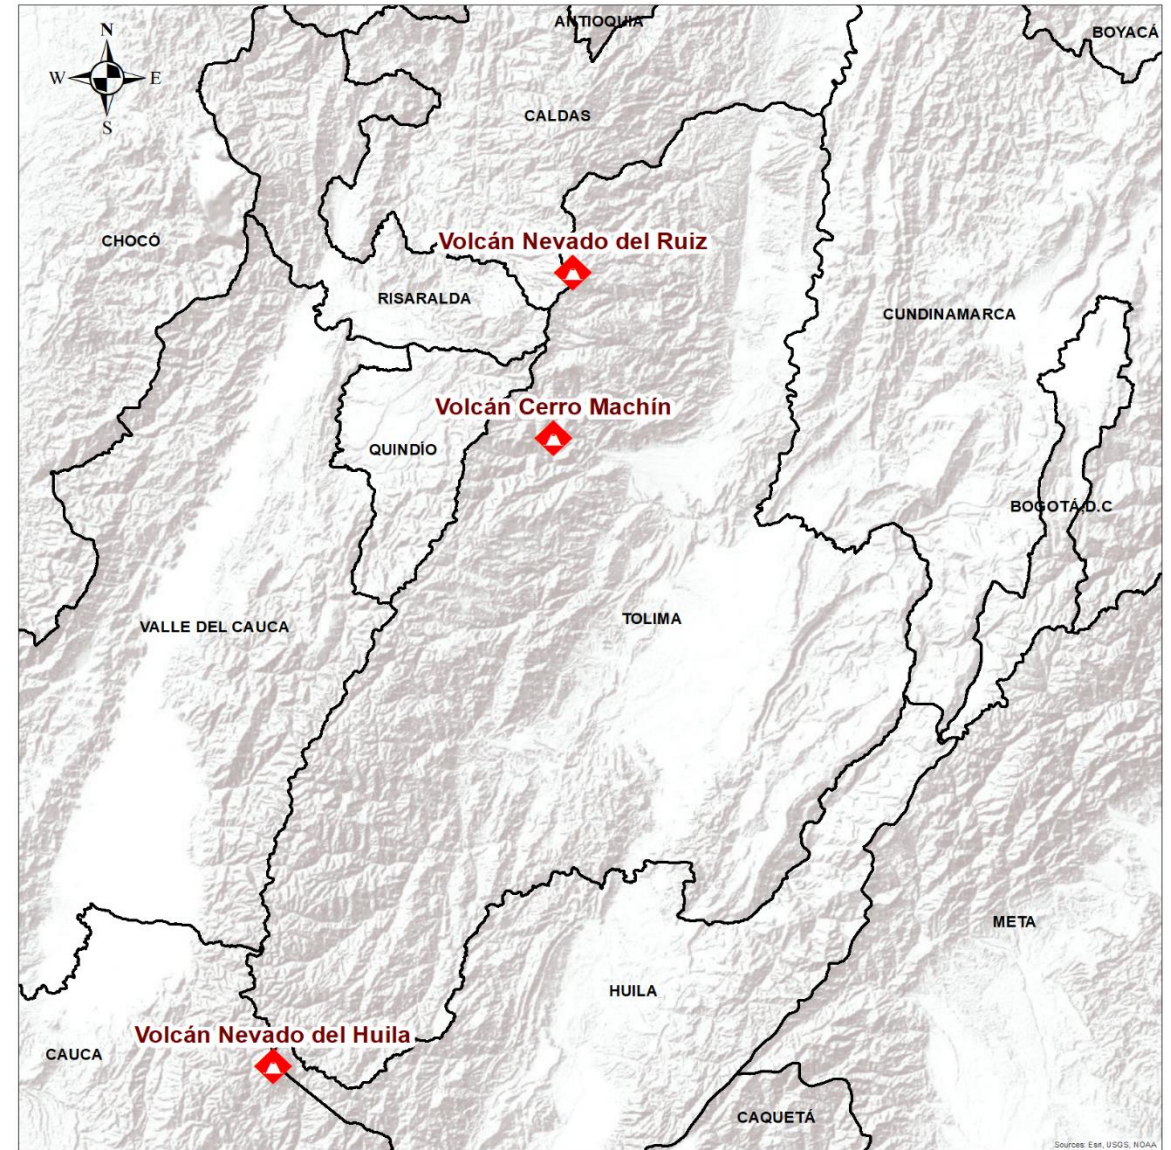 ANTIOQUIA
BOYACÁ
N
W
E
S
CALDAS
CHOCÓ
Volcán Nevado del Ruiz
RISARALDA
CUNDINAMARCA
Volcán Cerro Machín
QUINDÍO
BOGOTÁ,D.C
TOLIMA
VALLE DEL CAUCA
META
HUILA
Volcán Nevado del Huila
CAUCA
CAQUETÁ
Sources: Esri, USGS, NOAA